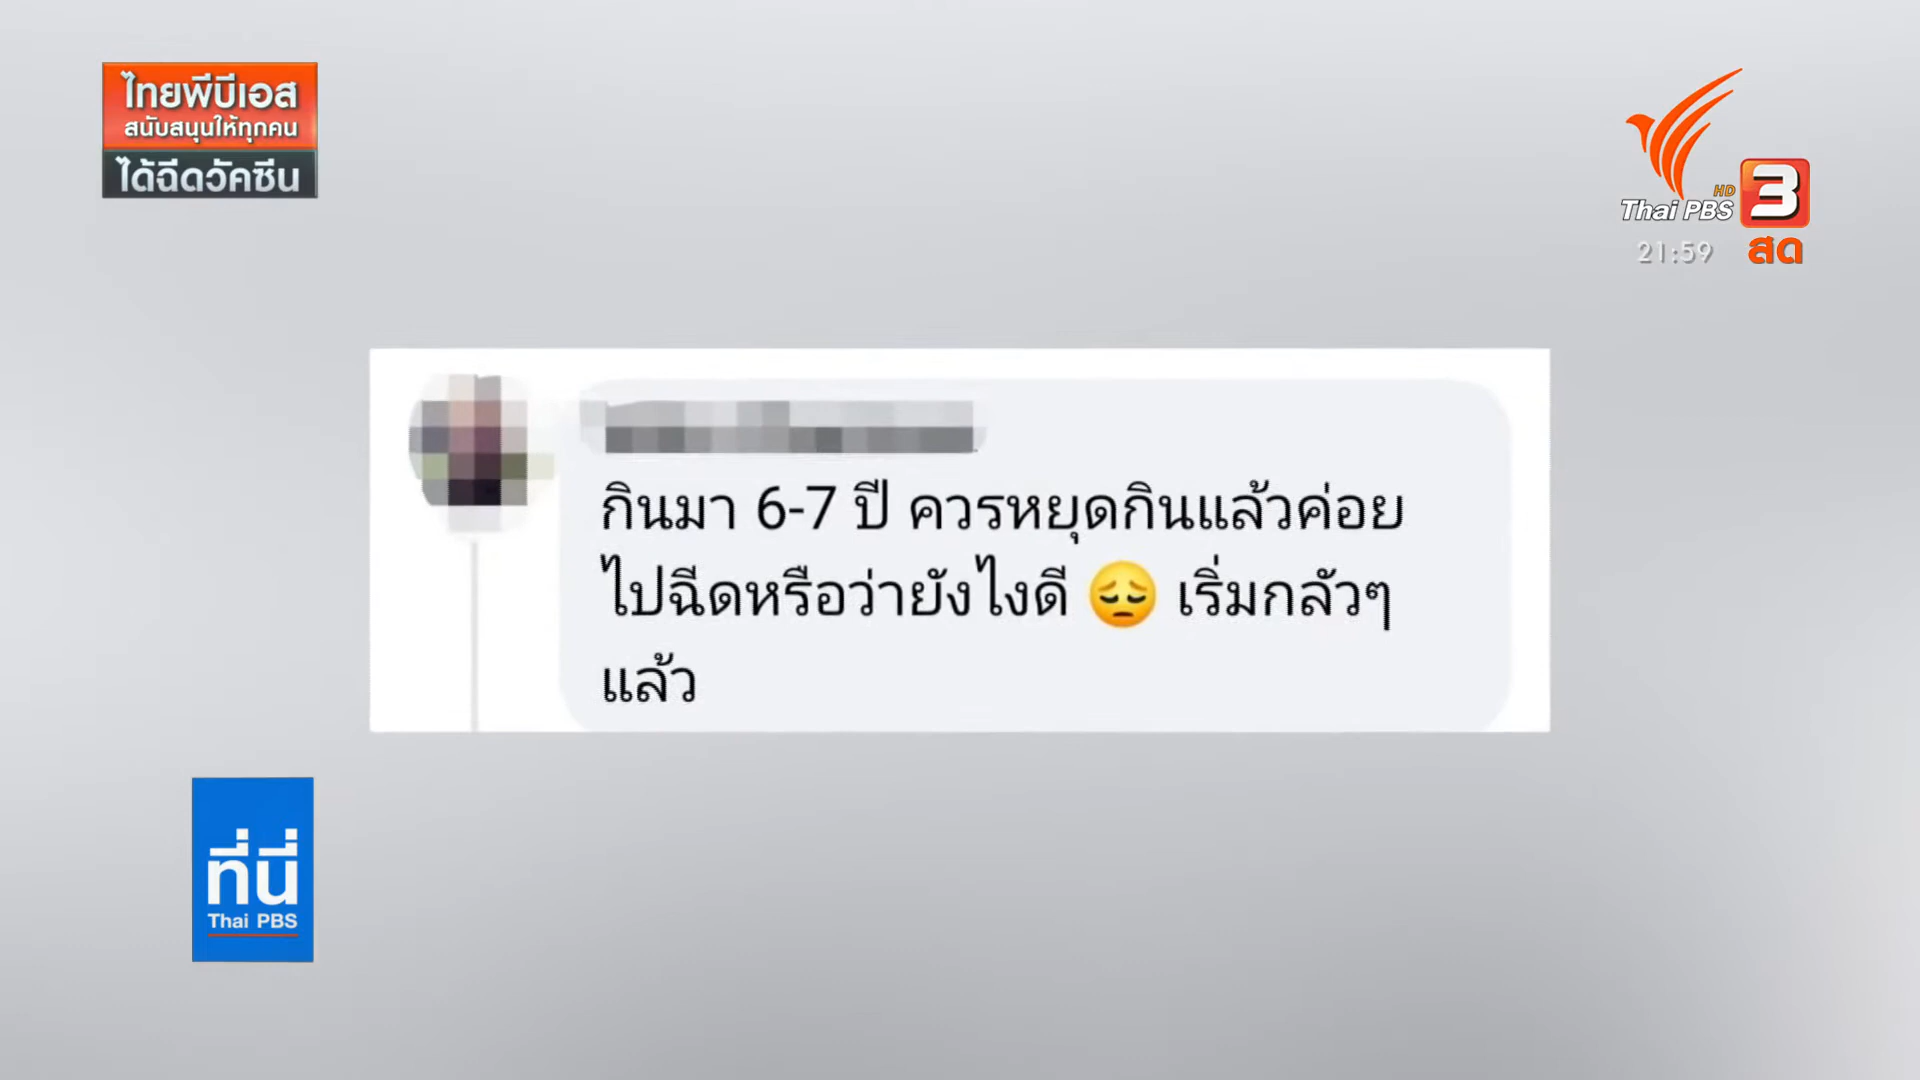 ไทยพีบีเอส
สนับสนุนให้ทุกคน
ได้ฉีดวัคซีน
HD
Thai PBS 3
21:59 สด
กินมา 6-7 ปี ควรหยุดกินแล้วค่อย
ไปฉีดหรือว่ายังไงดี 😔 เริ่มกลัวๆ
แล้ว
ที่นี่
Thai PBS